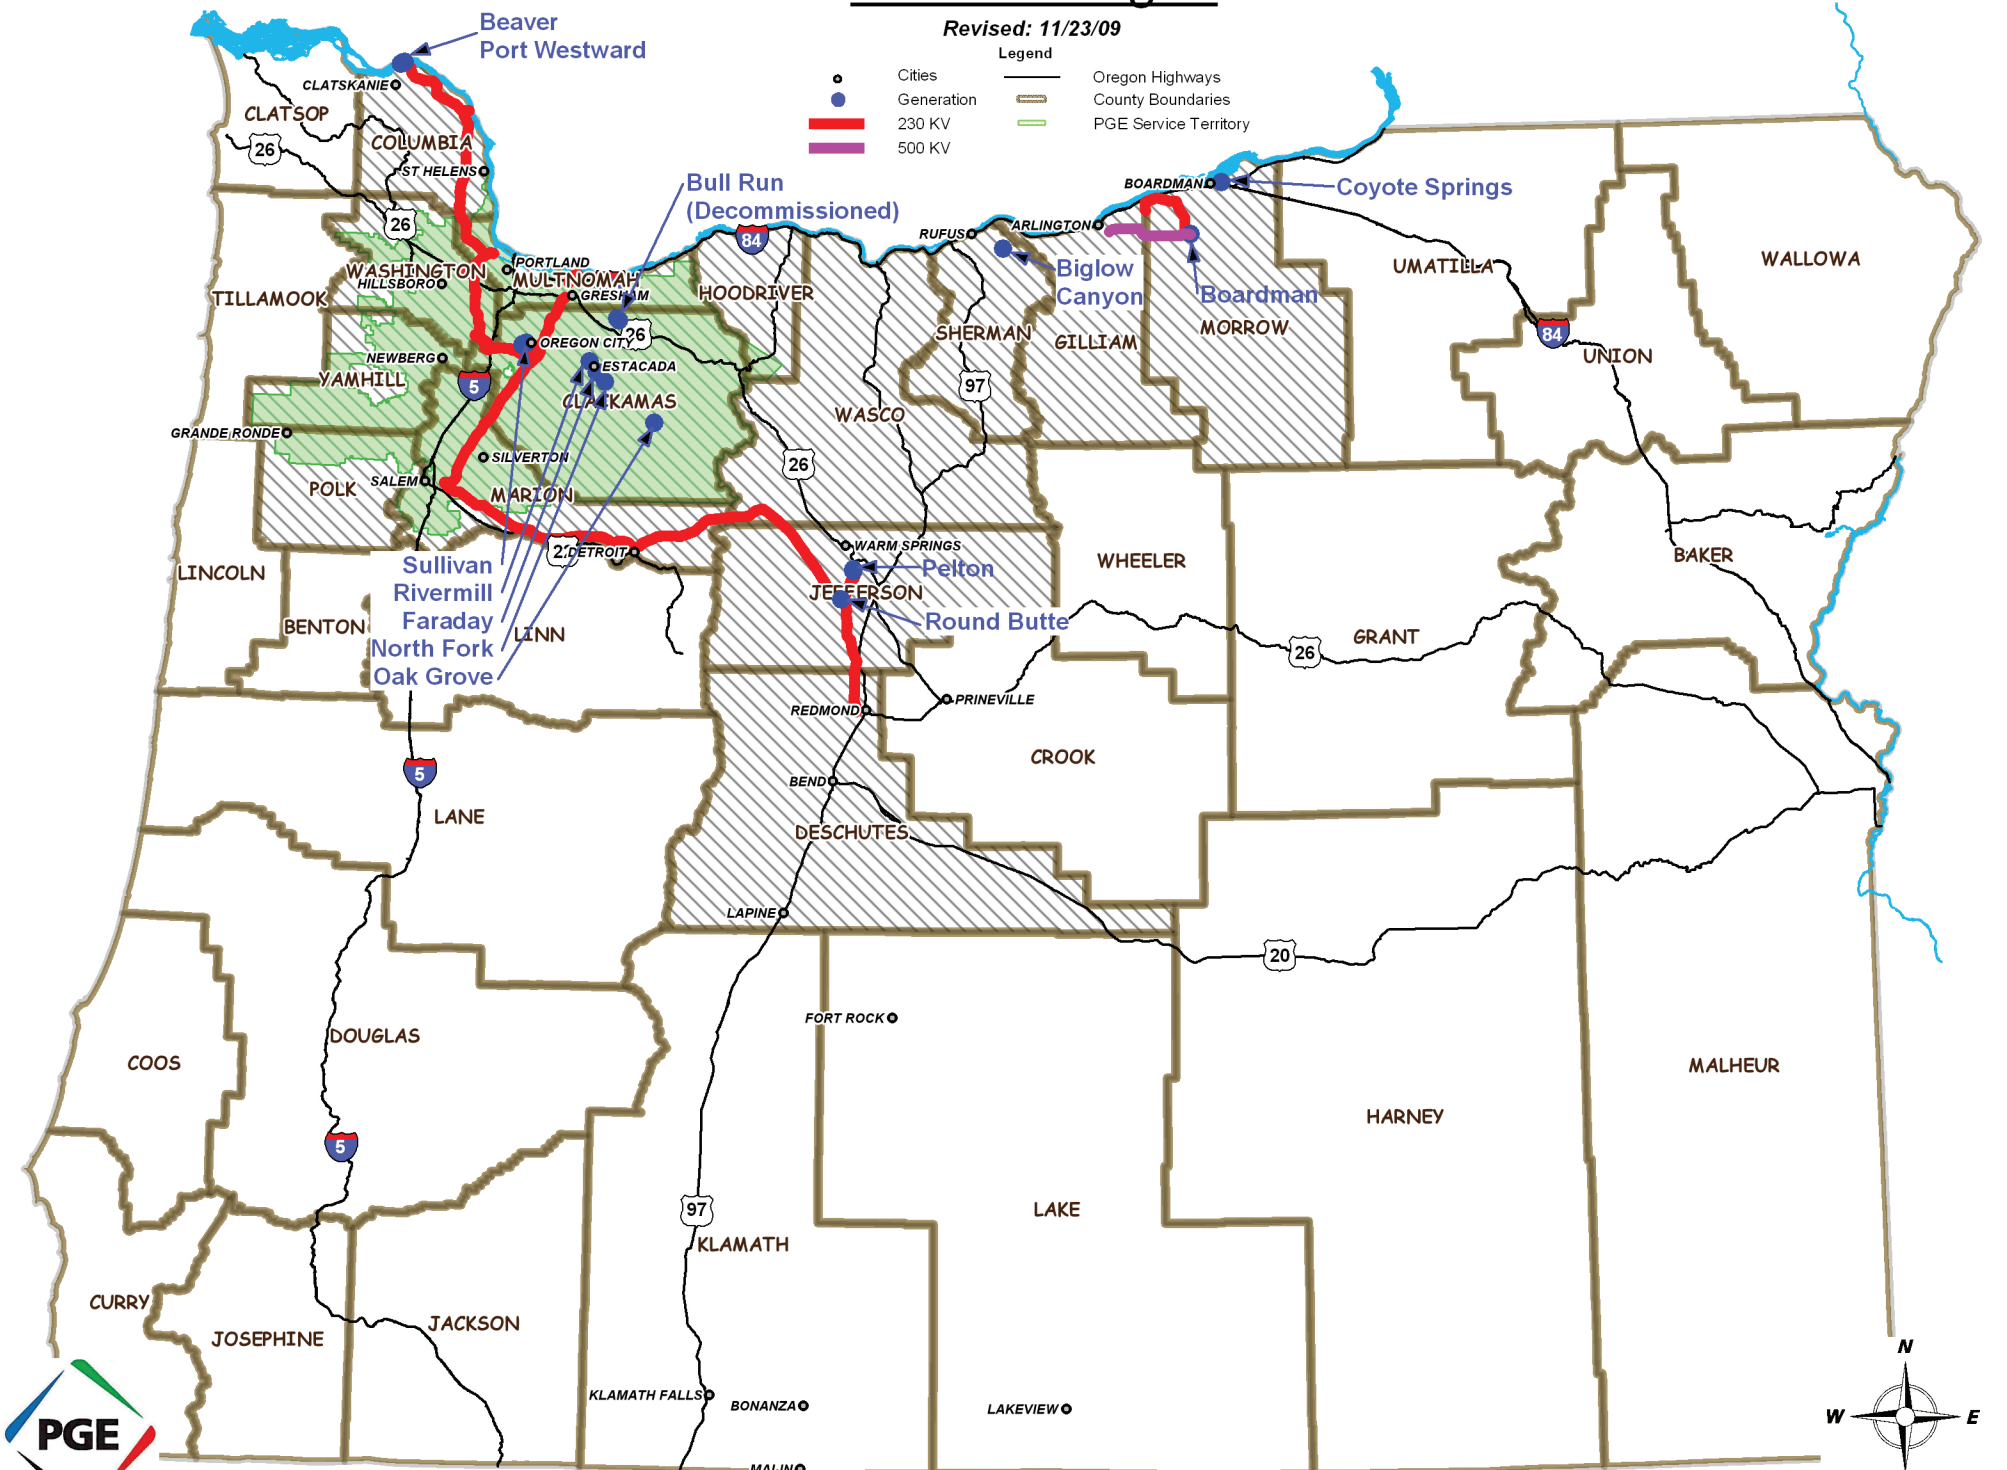 Revised: 11/23/09
Legend
Cities
Generation
230 KV
500 KV
Oregon Highways
County Boundaries
PGE Service Territory
Beaver
Port Westward
CLATSKANIE
CLATSOP
26
COLUMBIA
ST HELENS
26
Bull Run
(Decommissioned)
84
RUFUS
ARLINGTON
BOARDMAN
Coyote Springs
Biglow
Canyon
Boardman
UMATILLA
WALLOWA
PORTLAND
WASHINGTON
MULTNOMAH
HILLSBORO
GRESHAM
HOODRIVER
TILLAMOOK
26
SHERMAN
GILLIAM
MORROW
84
UNION
OREGON CITY
NEWBERG
ESTACADA
YAMHILL
5
CLACKAMAS
97
WASCO
GRANDE RONDE
SILVERTON
26
SALEM
POLK
MARION
22
DETROIT
WARM SPRINGS
WHEELER
BAKER
LINCOLN
Sullivan
Rivermill
Faraday
North Fork
Oak Grove
Pelton
JEFFERSON
Round Butte
BENTON
LINN
26
GRANT
REDMOND
PRINEVILLE
CROOK
5
BEND
LANE
DESCHUTES
LAPINE
20
FORT ROCK
DOUGLAS
COOS
MALHEUR
HARNEY
5
97
LAKE
KLAMATH
CURRY
JOSEPHINE
JACKSON
KLAMATH FALLS
BONANZA
LAKEVIEW
MALIN
PGE
N
W
E